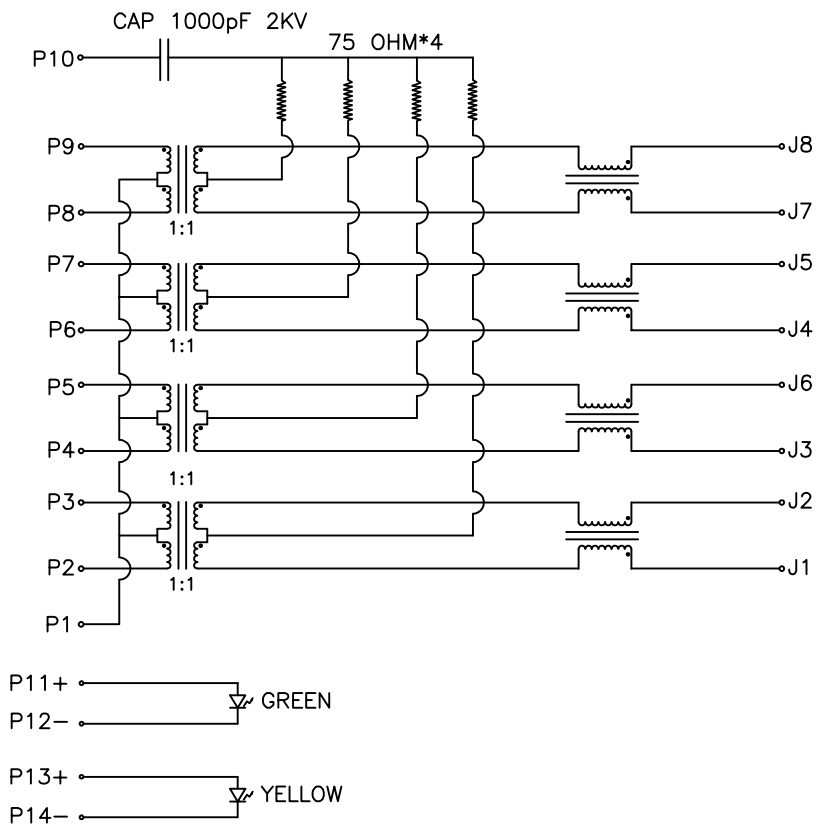 CAP 1000pF 2KV
75 OHM*4
P10
P9
J8
P8
J7
1:1
P7
J5
P6
J4
1:1
P5
J6
P4
J3
1:1
P3
J2
P2
J1
1:1
P1
P11+
GREEN
P12-
P13+
YELLOW
P14-